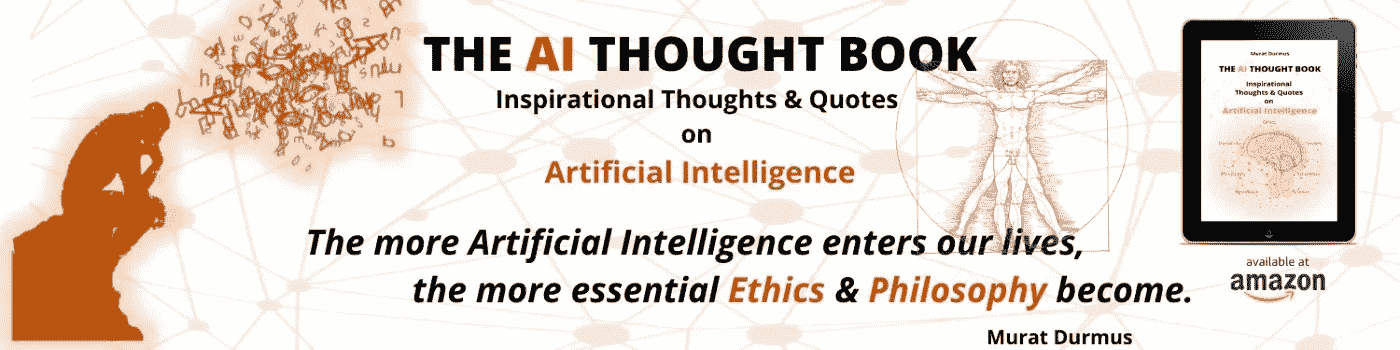 THE AI THOUGHT BOOK
Inspirational Thoughts & Quotes
on
Artificial Intelligence
The more Artificial Intelligence enters our lives,
the more essential Ethics & Philosophy become.
Murat Durmus
Murat Durmus
THE AI THOUGHT BOOK
Inspirational
Thoughts & Quotes
on
Artificial Intelligence
available at
amazon